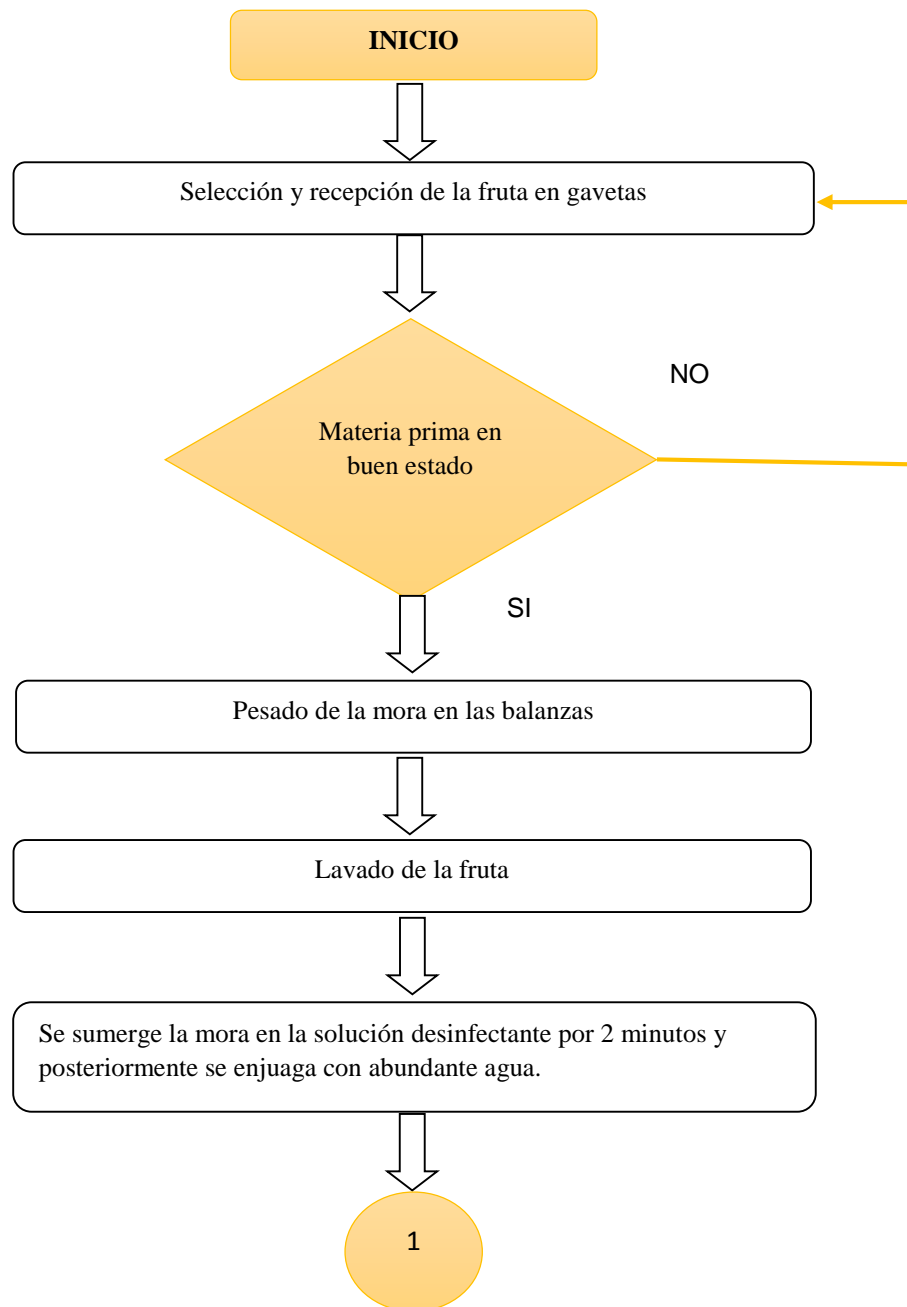 INICIO
Selección y recepción de la fruta en gavetas
NO
Materia prima en
buen estado
SI
Pesado de la mora en las balanzas
Lavado de la fruta
Se sumerge la mora en la solución desinfectante por 2 minutos y
posteriormente se enjuaga con abundante agua.
1